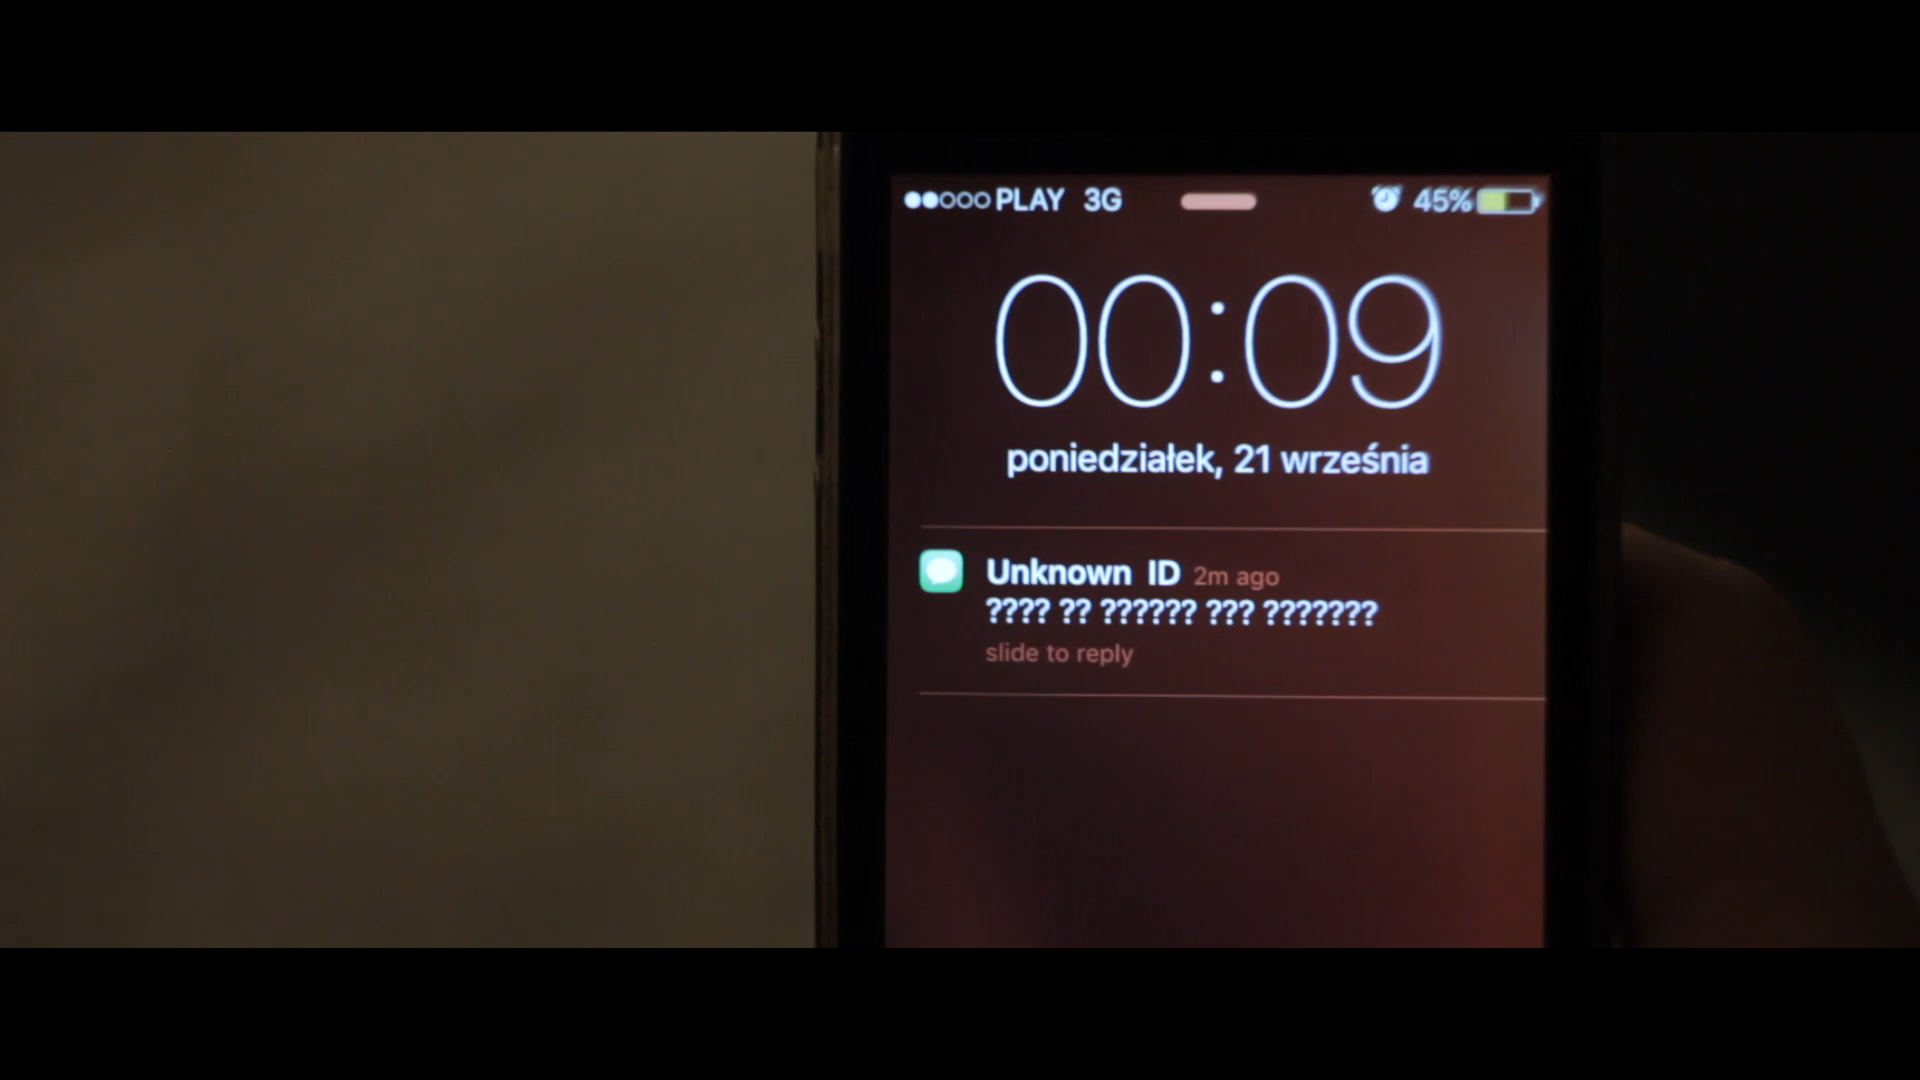 PLAY 3G 45%
00:09
poniedziałek, 21 września
Unknown ID 2m ago
???? ?? ?????? ??? ???????
slide to reply